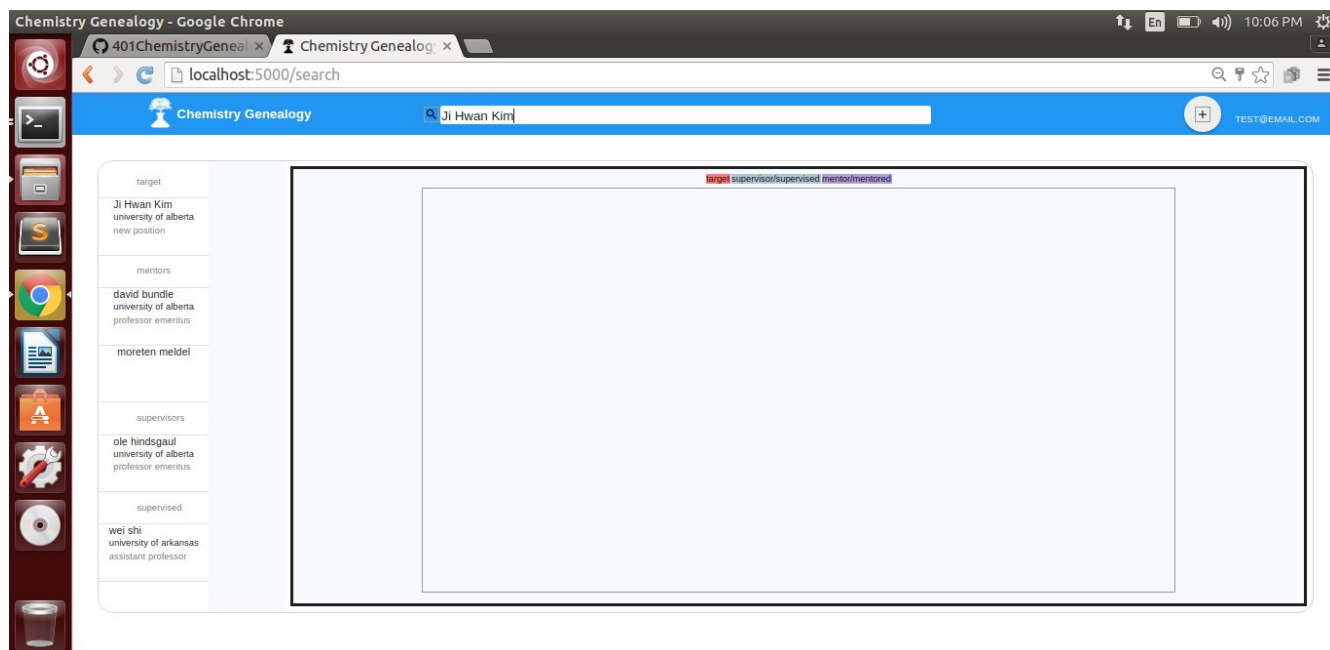 Chemistry Genealogy - Google Chrome
En
10:06 PM
401ChemistryGeneal
Chemistry Genealog
localhost:5000/search
Chemistry Genealogy
Ji Hwan Kim
TEST@EMAIL.COM
target
Ji Hwan Kim
university of alberta
new position
mentors
david bundle
university of alberta
professor emeritus
moreten meldel
supervisors
ole hindsgaul
university of alberta
professor emeritus
supervised
wei shi
university of arkansas
assistant professor
target supervisor/supervised mentor/mentored